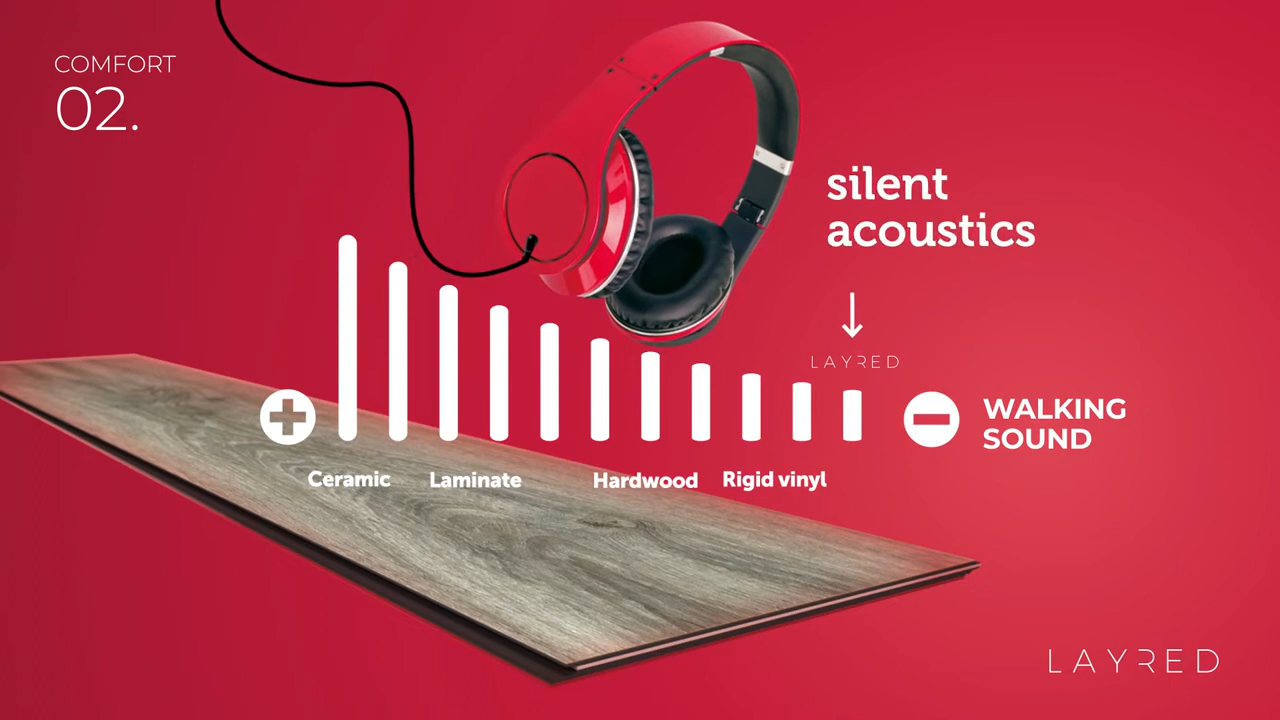 COMFORT
02.
silent
acoustics
LAYRED
WALKING
SOUND
Ceramic
Laminate
Hardwood
Rigid vinyl
LAYRED